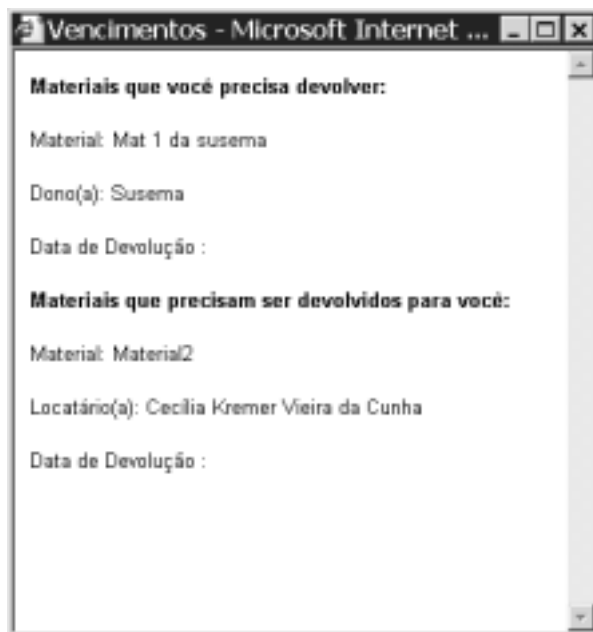 Vencimentos - Microsoft Internet ...
Materiais que você precisa devolver:
Material: Mat 1 da susema
Dono(a): Susema
Data de Devolução :
Materiais que precisam ser devolvidos para você:
Material: Material2
Locatário(a): Cecília Kremer Vieira da Cunha
Data de Devolução :